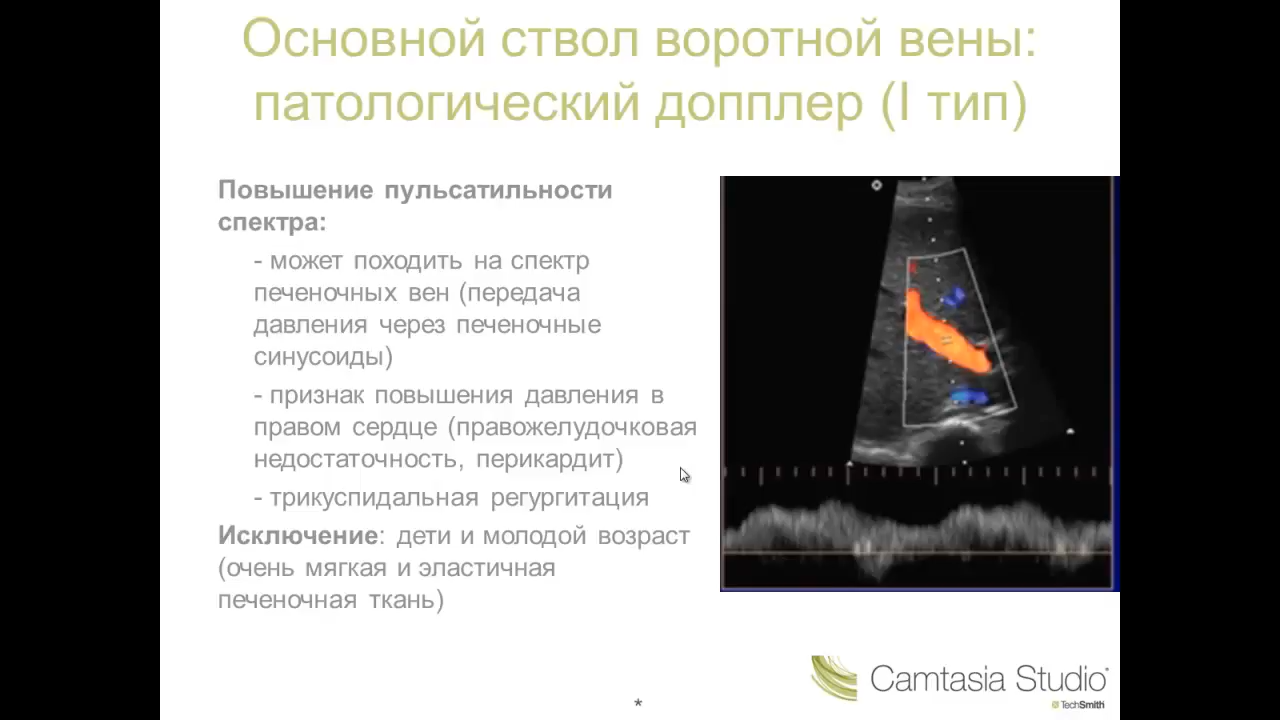 Основной ствол воротной вены:
патологический допплер (I тип)
Повышение пульсатильности
спектра:
- может походить на спектр
печеночных вен (передача
давления через печеночные
синусоиды)
- признак повышения давления в
правом сердце (правожелудочковая
недостаточность, перикардит)
- трикуспидальная регургитация
Исключение: дети и молодой возраст
(очень мягкая и эластичная
печеночная ткань)
Camtasia Studio
TechSmith
*